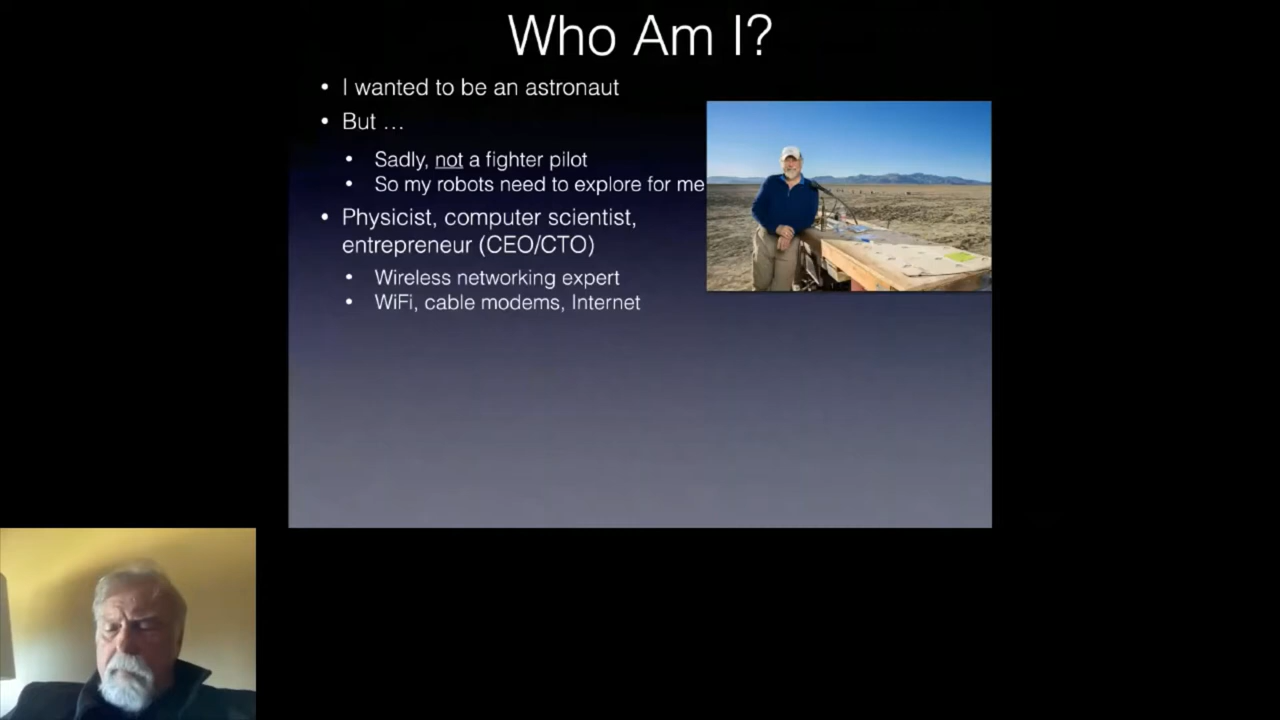 Who Am I?
• I wanted to be an astronaut
• But ...
• Sadly, not a fighter pilot
• So my robots need to explore for me
• Physicist, computer scientist,
entrepreneur (CEO/CTO)
• Wireless networking expert
• WiFi, cable modems, Internet